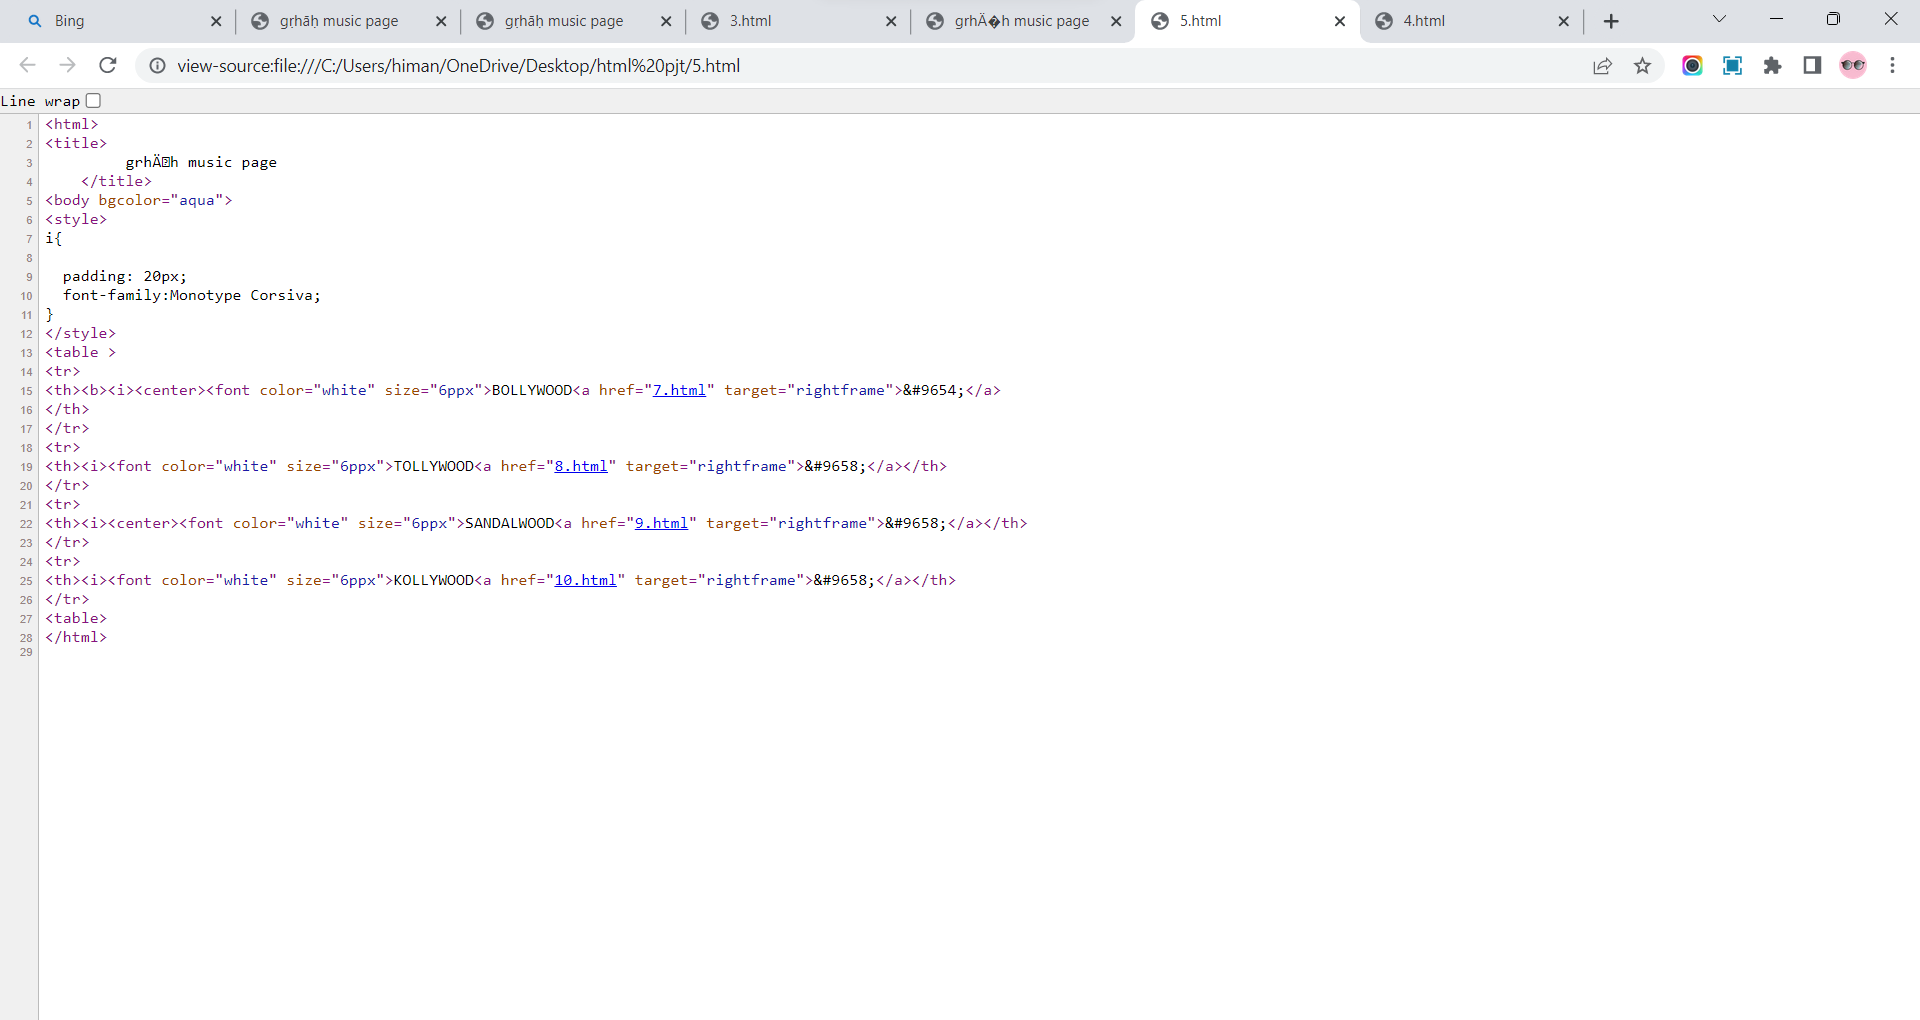 Bing
gṛhāḥ music page
gṛhāḥ music page
3.html
grhÄ�h music page
5.html
4.html
view-source:file:///C:/Users/himan/OneDrive/Desktop/html%20pjt/5.html
Line wrap
1 <html>
2 <title>
3 grhÄh music page
4 </title>
5 <body bgcolor="aqua">
6 <style>
7 i{
8
9 padding: 20px;
10 font-family:Monotype Corsiva;
11 }
12 </style>
13 <table >
14 <tr>
15 <th><b><i><center><font color="white" size="6ppx">BOLLYWOOD<a href="7.html" target="rightframe">&#9654;</a>
16 </th>
17 </tr>
18 <tr>
19 <th><i><font color="white" size="6ppx">TOLLYWOOD<a href="8.html" target="rightframe">&#9658;</a></th>
20 </tr>
21 <tr>
22 <th><i><center><font color="white" size="6ppx">SANDALWOOD<a href="9.html" target="rightframe">&#9658;</a></th>
23 </tr>
24 <tr>
25 <th><i><font color="white" size="6ppx">KOLLYWOOD<a href="10.html" target="rightframe">&#9658;</a></th>
26 </tr>
27 <table>
28 </html>
29